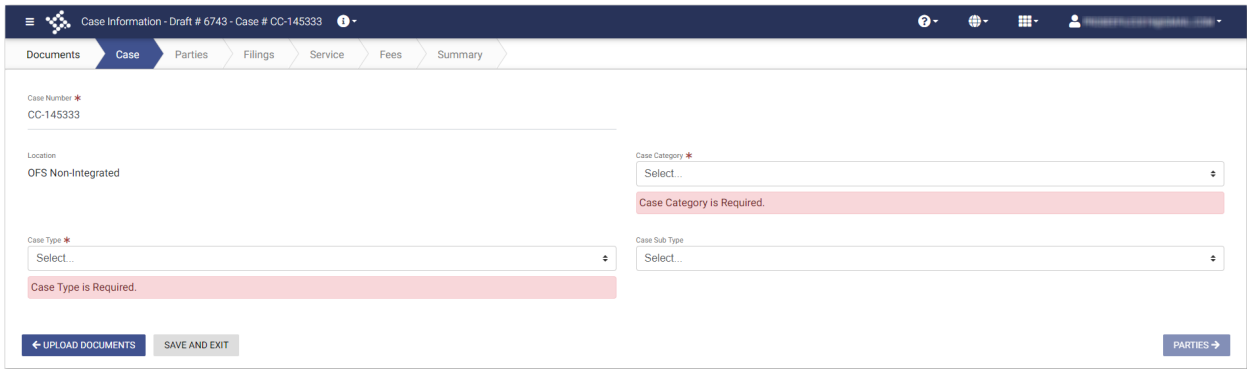 Case Information - Draft # 6743 - Case # CC-145333
Documents Case Parties Filings Service Fees Summary
Case Number *
CC-145333
Location
OFS Non-Integrated
Case Category *
Select...
Case Category is Required.
Case Type *
Select...
Case Type is Required.
Case Sub Type
Select...
UPLOAD DOCUMENTS SAVE AND EXIT PARTIES